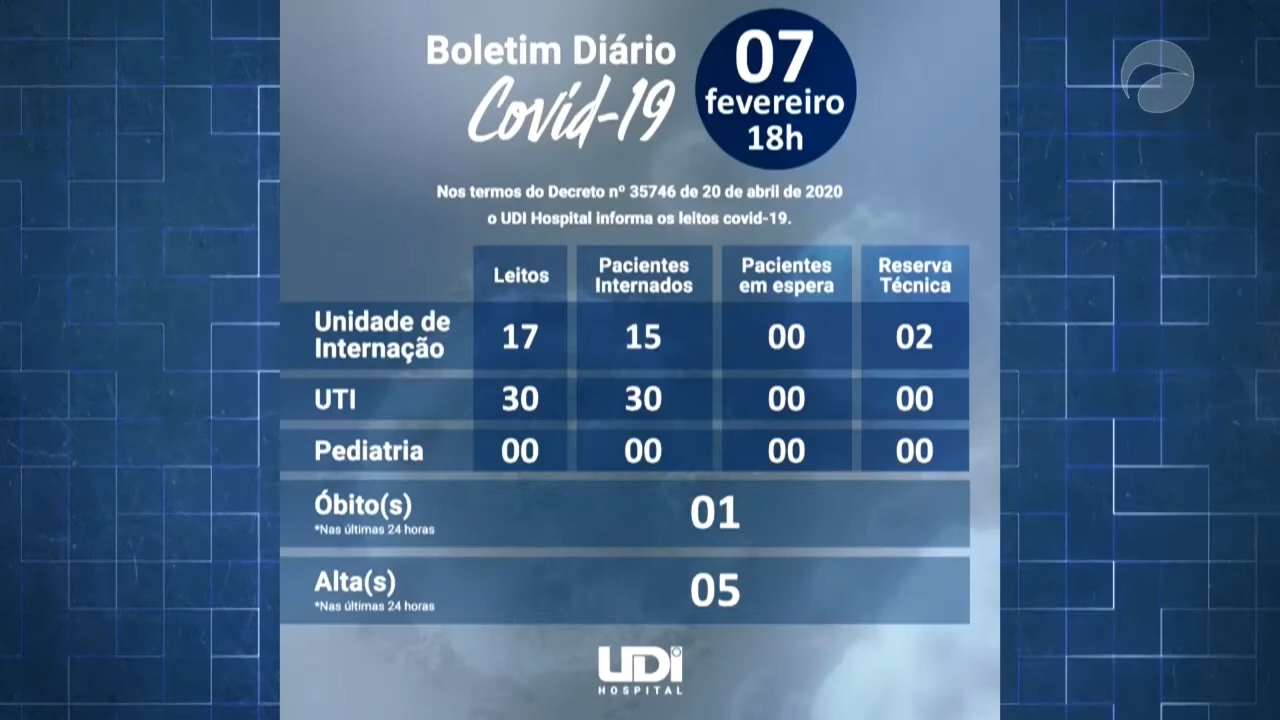 Boletim Diário
Covid-19
07
fevereiro
18h
Nos termos do Decreto nº 35746 de 20 de abril de 2020
o UDI Hospital informa os leitos covid-19.
Leitos
Pacientes
Internados
Pacientes
em espera
Reserva
Técnica
Unidade de
Internação
17 15 00 02
UTI 30 30 00 00
Pediatria 00 00 00 00
Óbito(s)
*Nas últimas 24 horas
01
Alta(s)
*Nas últimas 24 horas
05
UDI
HOSPITAL